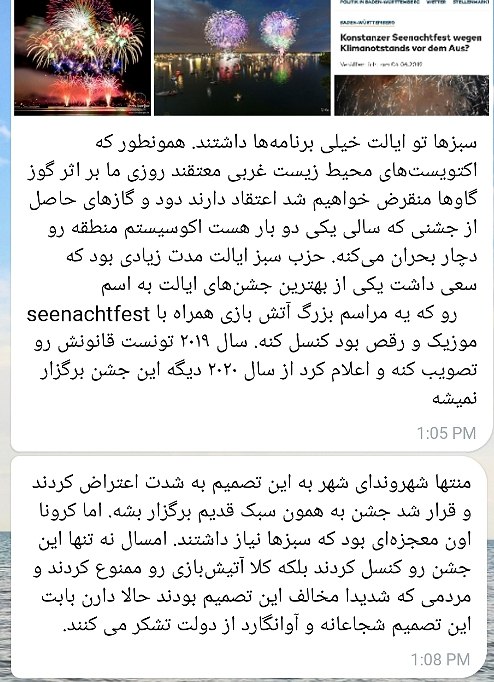 POLITIK IN BADEN-WÜRTTEMBERG WETTER STELLENMARKT
BADEN-WÜRTTEMBERG
Konstanzer Seenachtfest wegen
Klimanotstands vor dem Aus?
سبزها تو ایالت خیلی برنامه‌ها داشتند. همونطور که
اکتویست‌های محیط زیست غربی معتقند روزی ما بر اثر گوز
گاوها منقرض خواهیم شد اعتقاد دارند دود و گازهای حاصل
از جشنی که سالی یکی دو بار هست اکوسیستم منطقه رو
دچار بحران می‌کنه. حزب سبز ایالت مدت زیادی بود که
سعی داشت یکی از بهترین جشن‌های ایالت به اسم
رو که یه مراسم بزرگ آتش بازی همراه با seenachtfest
موزیک و رقص بود کنسل کنه. سال ۲۰۱۹ تونست قانونش رو
تصویب کنه و اعلام کرد از سال ۲۰۲۰ دیگه این جشن برگزار
نمیشه
1:05 PM
منتها شهروندای شهر به این تصمیم به شدت اعتراض کردند
و قرار شد جشن به همون سبک قدیم برگزار بشه. اما کرونا
اون معجزه‌ای بود که سبزها نیاز داشتند. امسال نه تنها این
جشن رو کنسل کردند بلکه کلا آتیش‌بازی رو ممنوع کردند و
مردمی که شدیدا مخالف این تصمیم بودند حالا دارن بابت
این تصمیم شجاعانه و آوانگارد از دولت تشکر می کنند.
1:08 PM